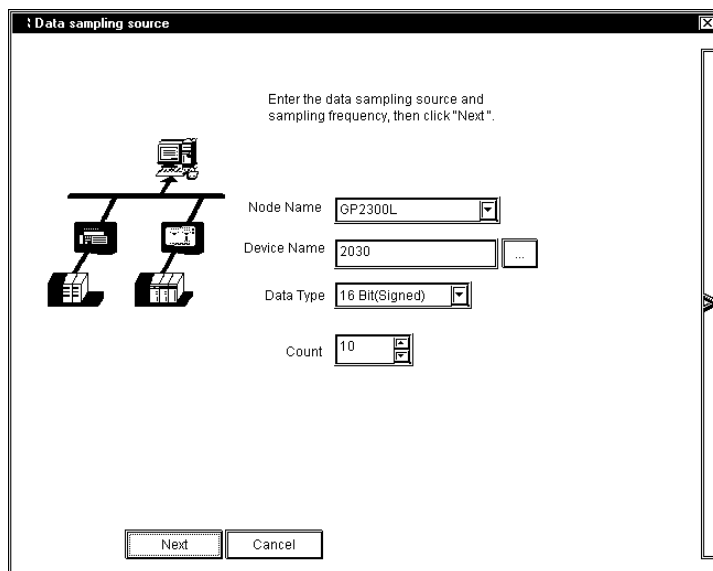 Data sampling source
Enter the data sampling source and
sampling frequency, then click "Next".
Node Name GP2300L
Device Name 2030 ...
Data Type 16 Bit(Signed)
Count 10
Next Cancel